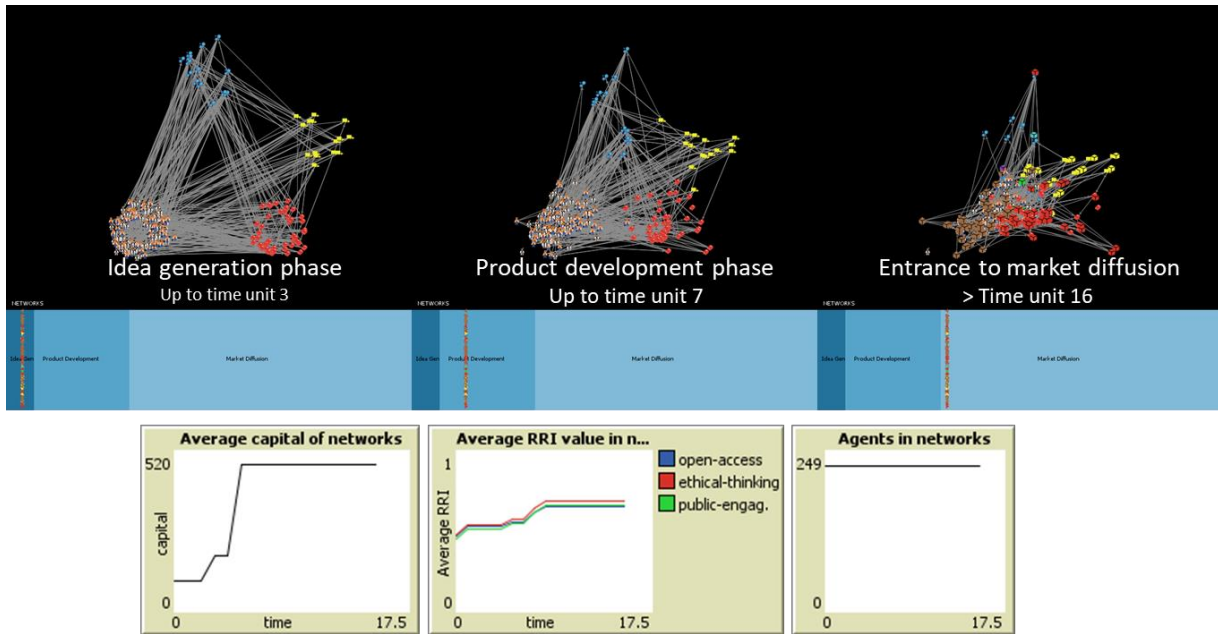 Idea generation phase
Up to time unit 3
Product development phase
Up to time unit 7
Entrance to market diffusion
> Time unit 16
NETWORKS
NETWORKS
NETWORKS
Idea Gen
Product Development
Market Diffusion
Idea Gen
Product Development
Market Diffusion
Idea Gen
Product Development
Market Diffusion
Average capital of networks
520
capital
0
0
time
17.5
Average RRI value in n...
1
Average RRI
0
0
time
17.5
open-access
ethical-thinking
public-engag.
Agents in networks
249
0
0
17.5